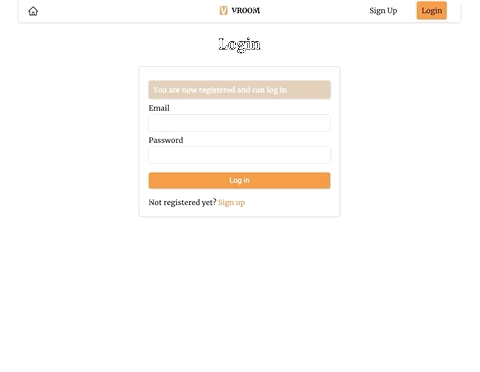 VROOM
Sign Up
Login
Login
You are now registered and can log in
Email
Password
Log in
Not registered yet? Sign up